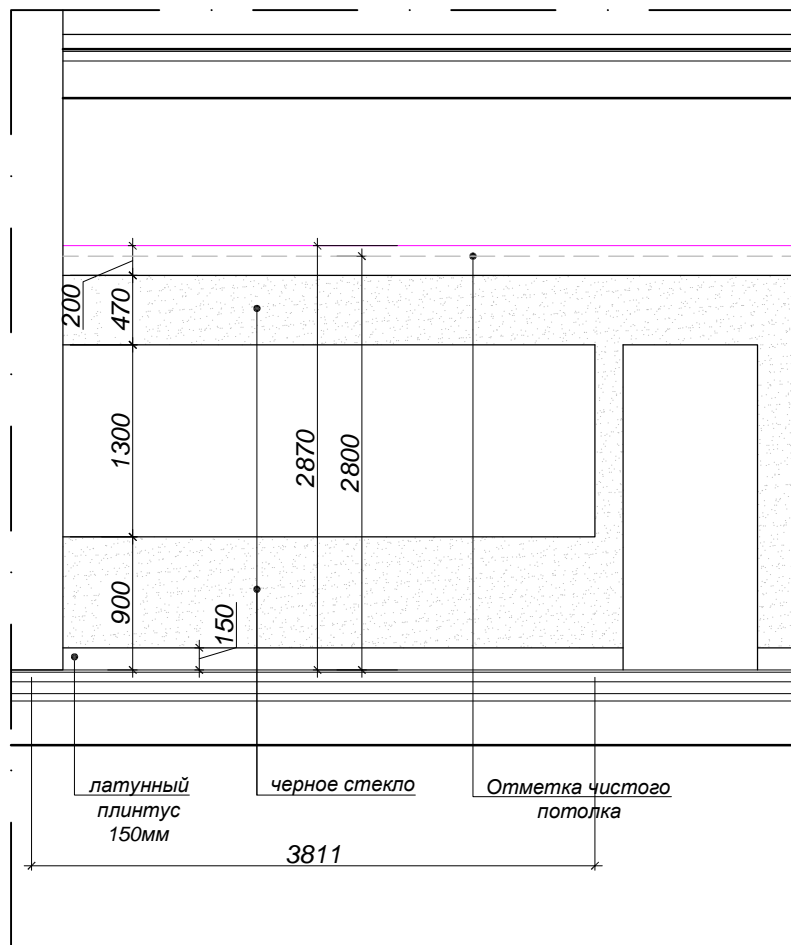 200
470
1300
2870
2800
900
150
латунный
плинтус
150мм
черное стекло
Отметка чистого
потолка
3811